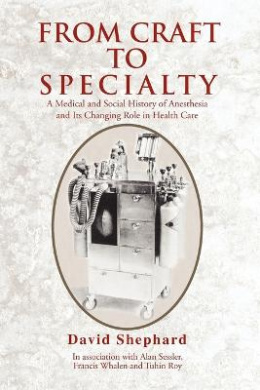 FROM CRAFT
TO
SPECIALTY
A Medical and Social History of Anesthesia
and Its Changing Role in Health Care
David Shephard
In association with Alan Sessler,
Francis Whalen and Tuhin Roy